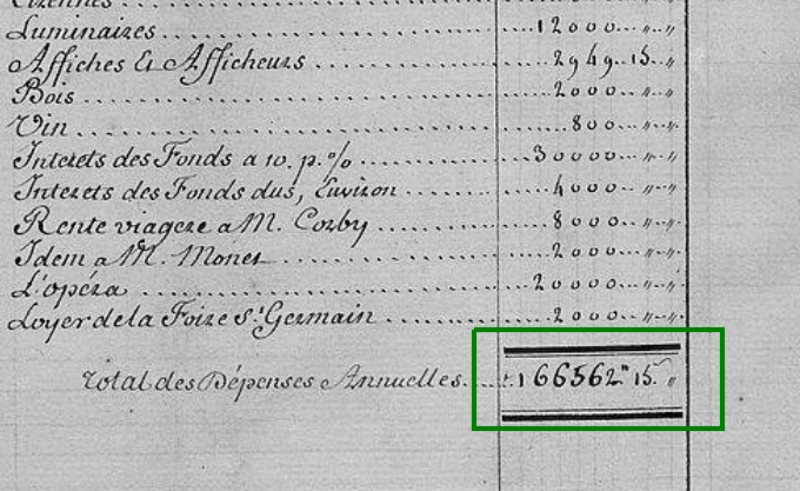 Luminaires 12000 〃 〃
Affiches & Afficheurs 2949 15 〃
Bois 2000 〃 〃
Vin 800 〃 〃
Interets des Fonds a 10. p.% 30000 〃 〃
Interets des Fonds dus, Environ 4000 〃 〃
Rente viagere a M. Corby 8000 〃 〃
Idem a M. Monet 2000 〃 〃
L'opéra 20000 〃 〃
Loyer de la Foire St. Germain 2000 〃 〃
Total des Dépenses Annuelles 166562 〃 15 〃